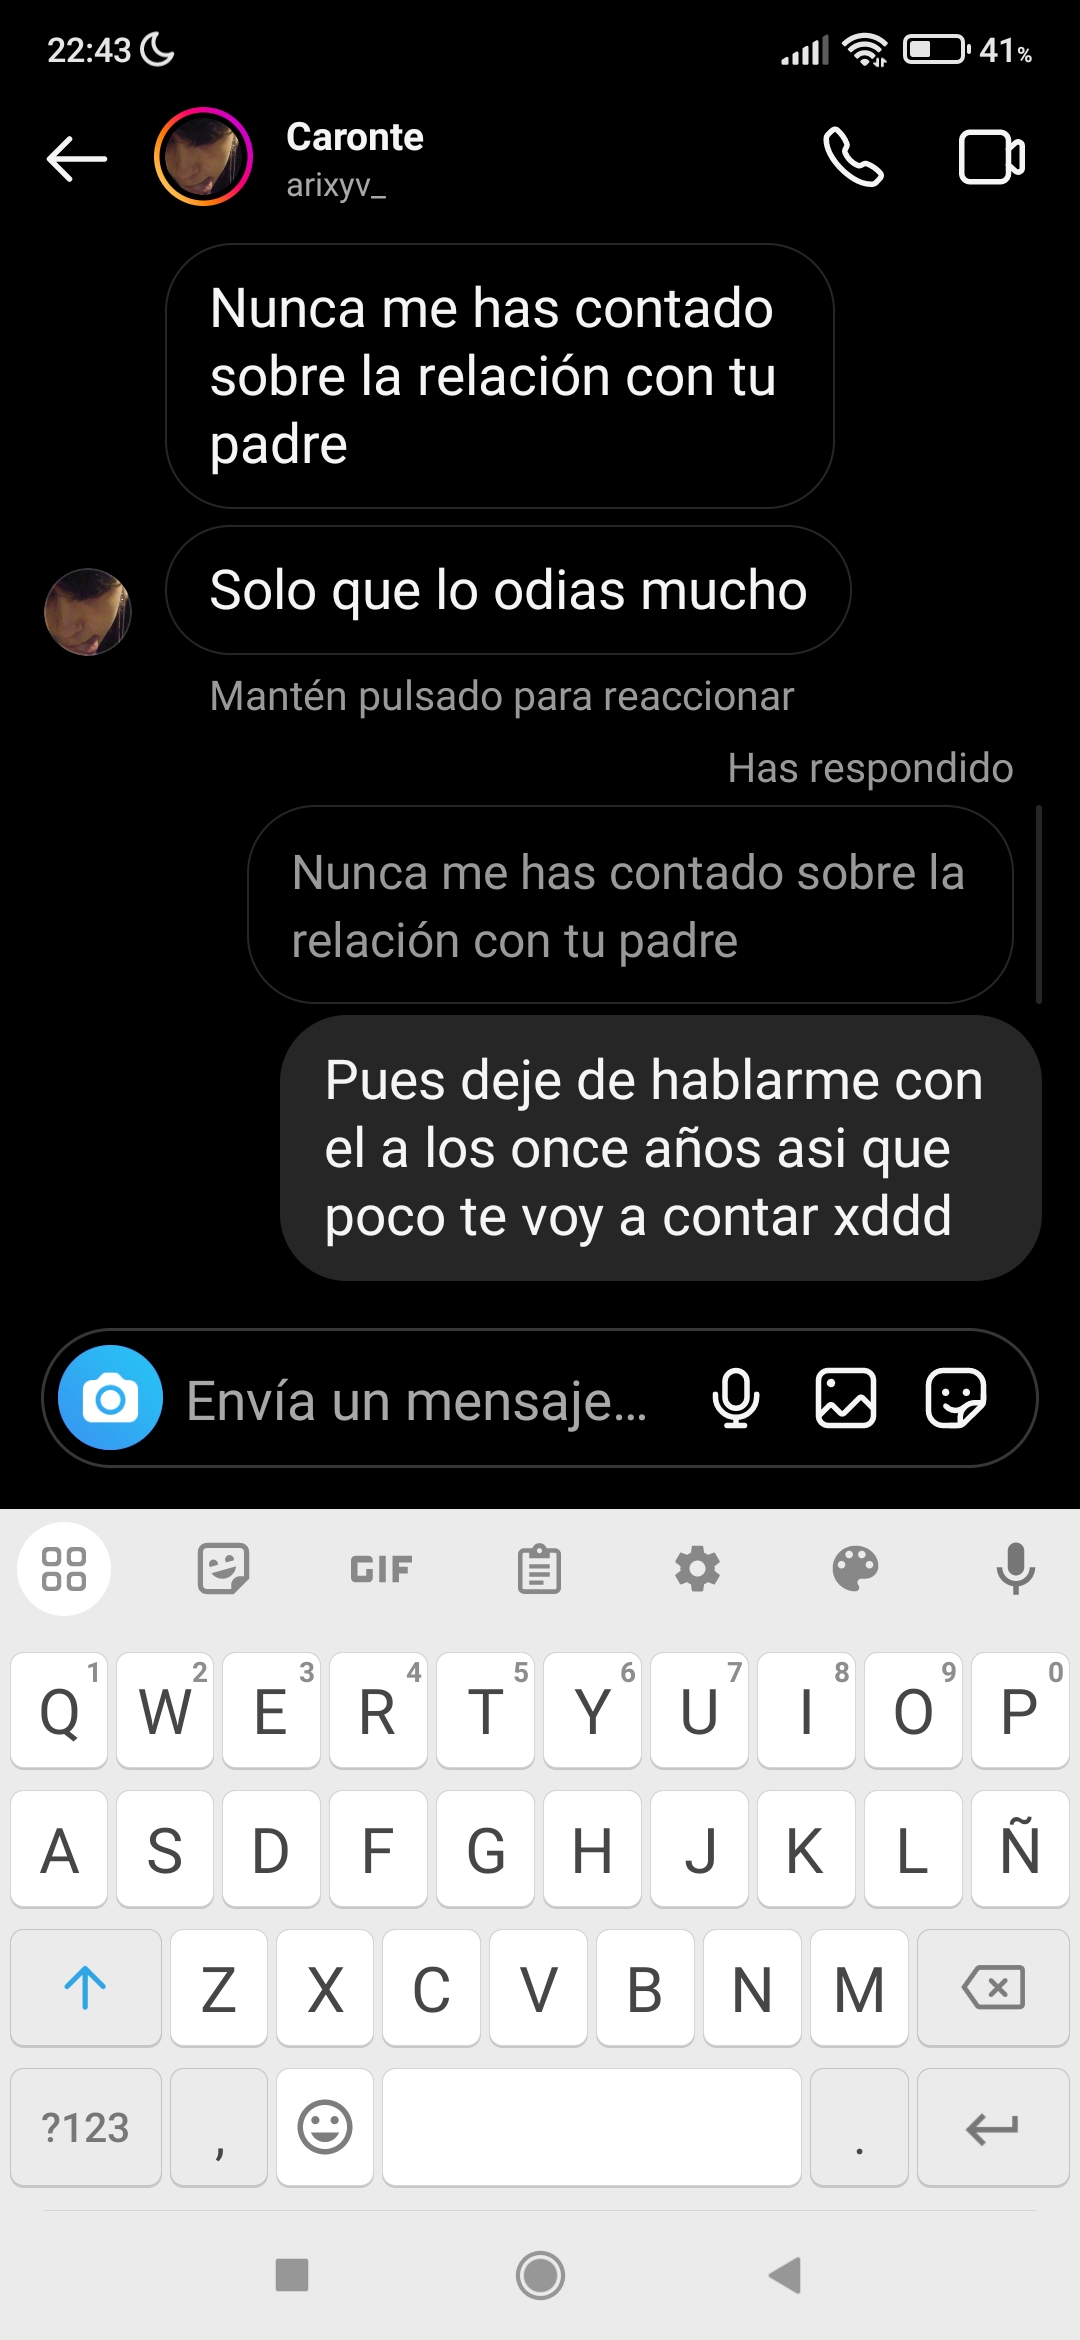 22:43
41%
Caronte
arixyv_
Nunca me has contado
sobre la relación con tu
padre
Solo que lo odias mucho
Mantén pulsado para reaccionar
Has respondido
Nunca me has contado sobre la
relación con tu padre
Pues deje de hablarme con
el a los once años asi que
poco te voy a contar xddd
Envía un mensaje...
GIF
1 2 3 4 5 6 7 8 9 0
Q W E R T Y U I O P
A S D F G H J K L Ñ
Z X C V B N M
?123 , .